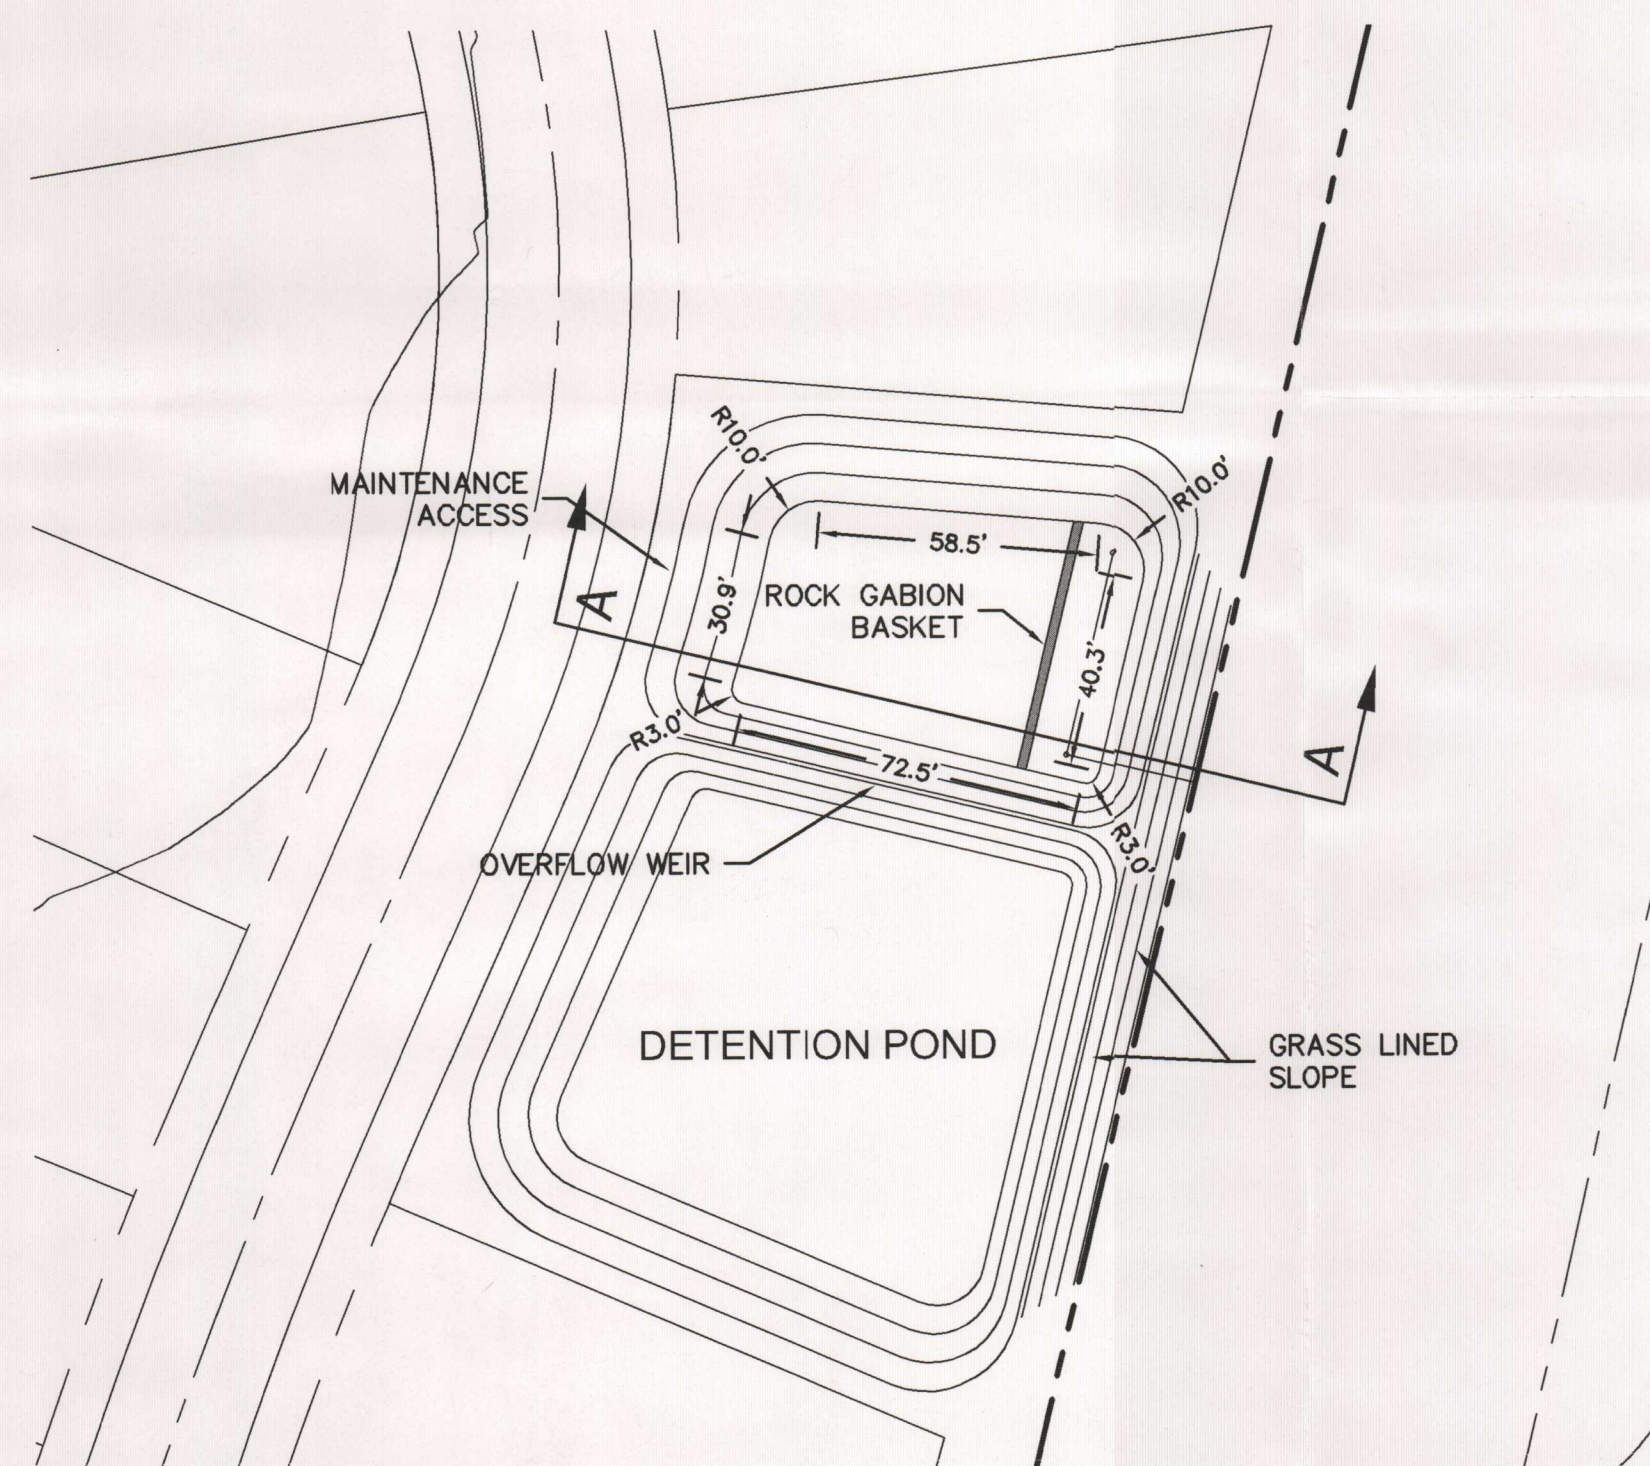 R10.0'
R10.0'
MAINTENANCE
ACCESS
58.5'
A
30.9'
ROCK GABION
BASKET
40.3'
R3.0'
72.5'
A
R3.0'
OVERFLOW WEIR
DETENTION POND
GRASS LINED
SLOPE